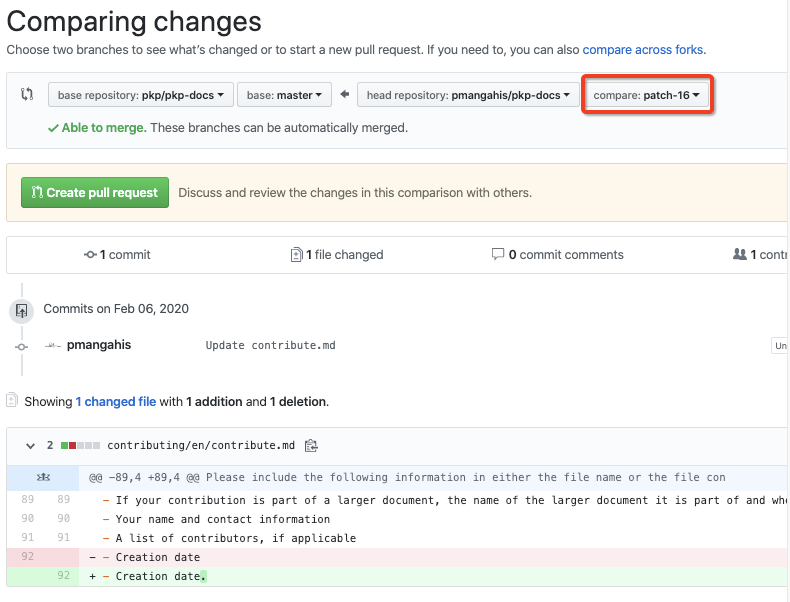 Comparing changes
Choose two branches to see what's changed or to start a new pull request. If you need to, you can also compare across forks.
base repository: pkp/pkp-docs base: master head repository: pmangahis/pkp-docs compare: patch-16
Able to merge. These branches can be automatically merged.
Create pull request Discuss and review the changes in this comparison with others.
1 commit 1 file changed 0 commit comments 1 contr
Commits on Feb 06, 2020
pmangahis Update contribute.md Un
Showing 1 changed file with 1 addition and 1 deletion.
2 contributing/en/contribute.md
@@ -89,4 +89,4 @@ Please include the following information in either the file name or the file con
89 89 - If your contribution is part of a larger document, the name of the larger document it is part of and whe
90 90 - Your name and contact information
91 91 - A list of contributors, if applicable
92 - - Creation date
92 + - Creation date.